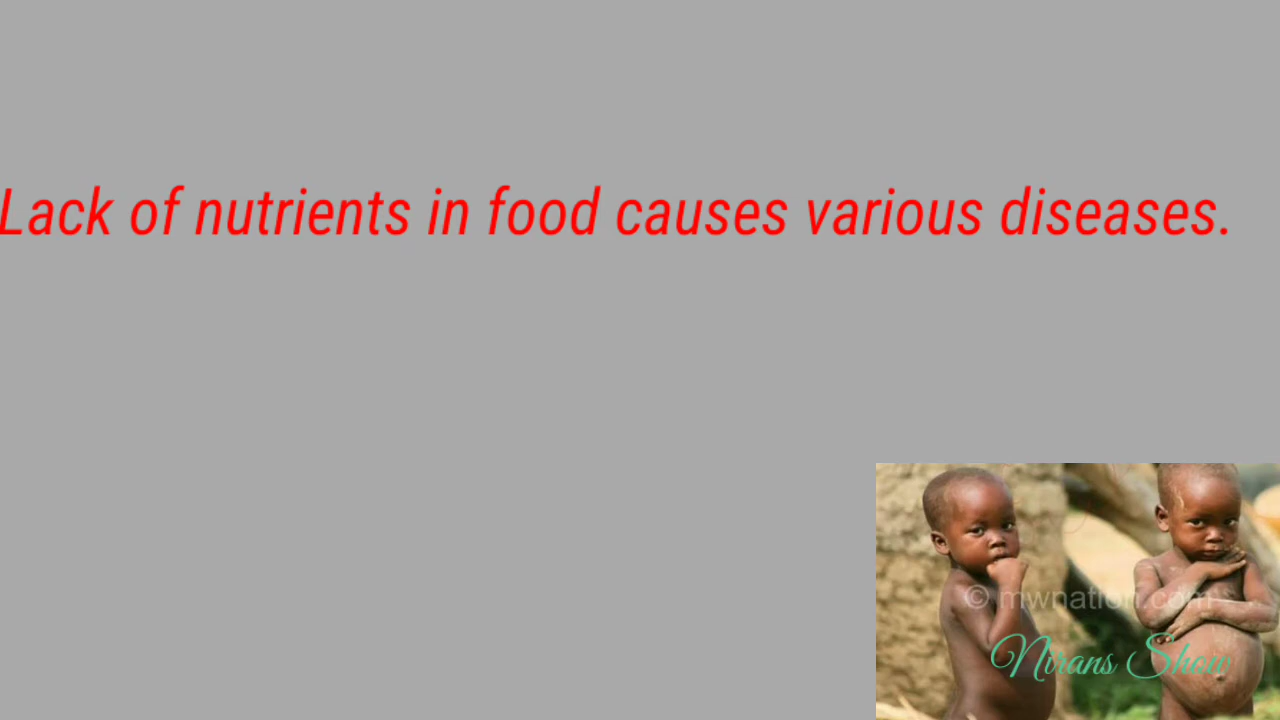 Lack of nutrients in food causes various diseases.
© mwnation.com
Nirans Show